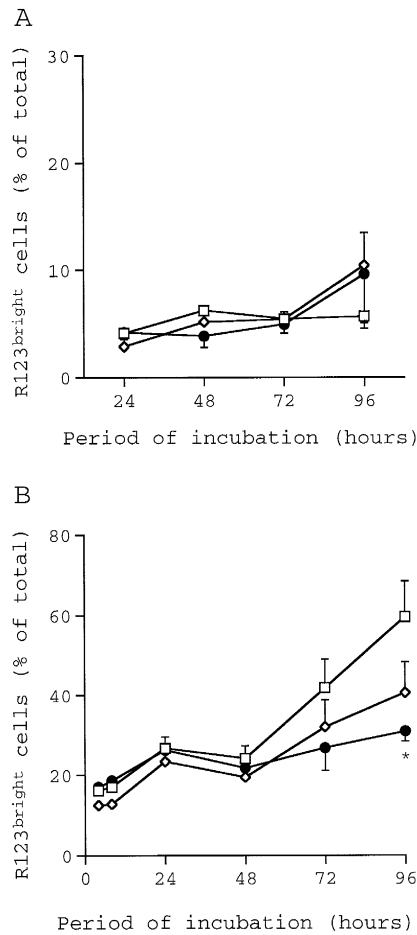 A
R123bright cells (% of total)
30
20
10
0
24 48 72 96
Period of incubation (hours)
B
R123bright cells (% of total)
80
60
40
20
0
0 24 48 72 96
*
Period of incubation (hours)